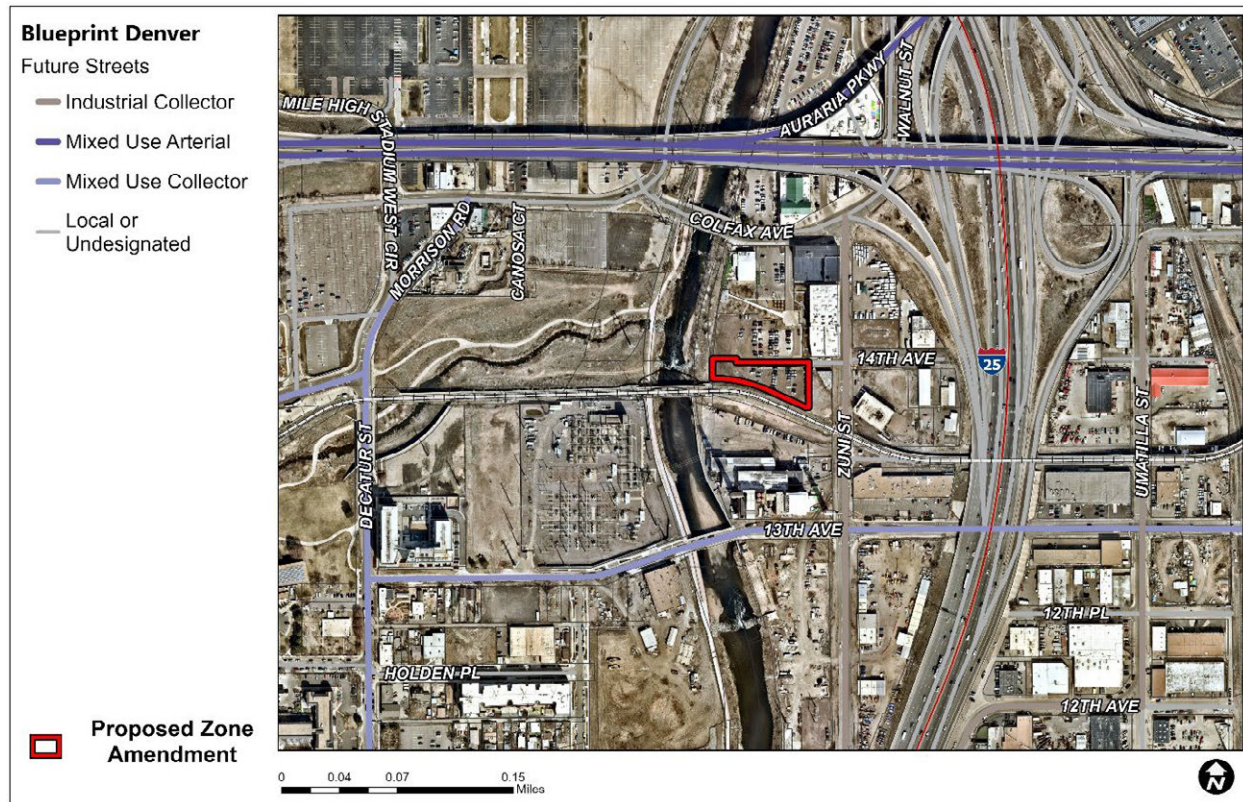 Blueprint Denver
Future Streets
Industrial Collector
Mixed Use Arterial
Mixed Use Collector
Local or
Undesignated
MILE HIGH STADIUM WEST CIR
AURARIA PKWY
WALNUT ST
MORRISON RD
CANOSA CT
COLFAX AVE
14TH AVE
25
DECATUR ST
ZUNI ST
UMATILLA ST
13TH AVE
12TH PL
HOLDEN PL
12TH AVE
Proposed Zone
Amendment
0 0.04 0.07 0.15
Miles